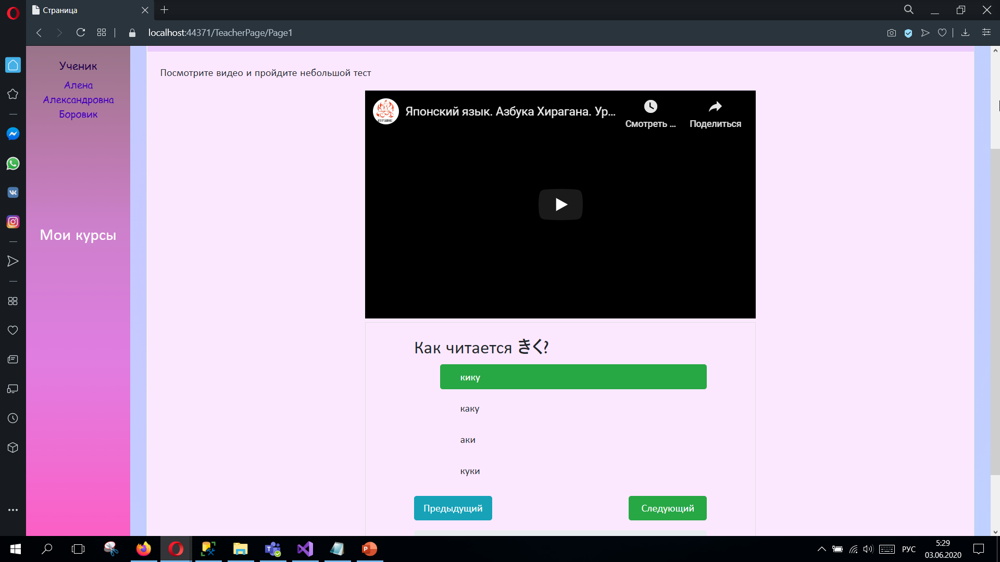 Страница
localhost:44371/TeacherPage/Page1
Ученик
Алена
Александровна
Боровик
Мои курсы
Посмотрите видео и пройдите небольшой тест
KITSUNE
Японский язык. Азбука Хирагана. Ур...
Смотреть ...
Поделиться
Как читается きく?
кику
каку
аки
куки
Предыдущий
Следующий
РУС
5:29
03.06.2020